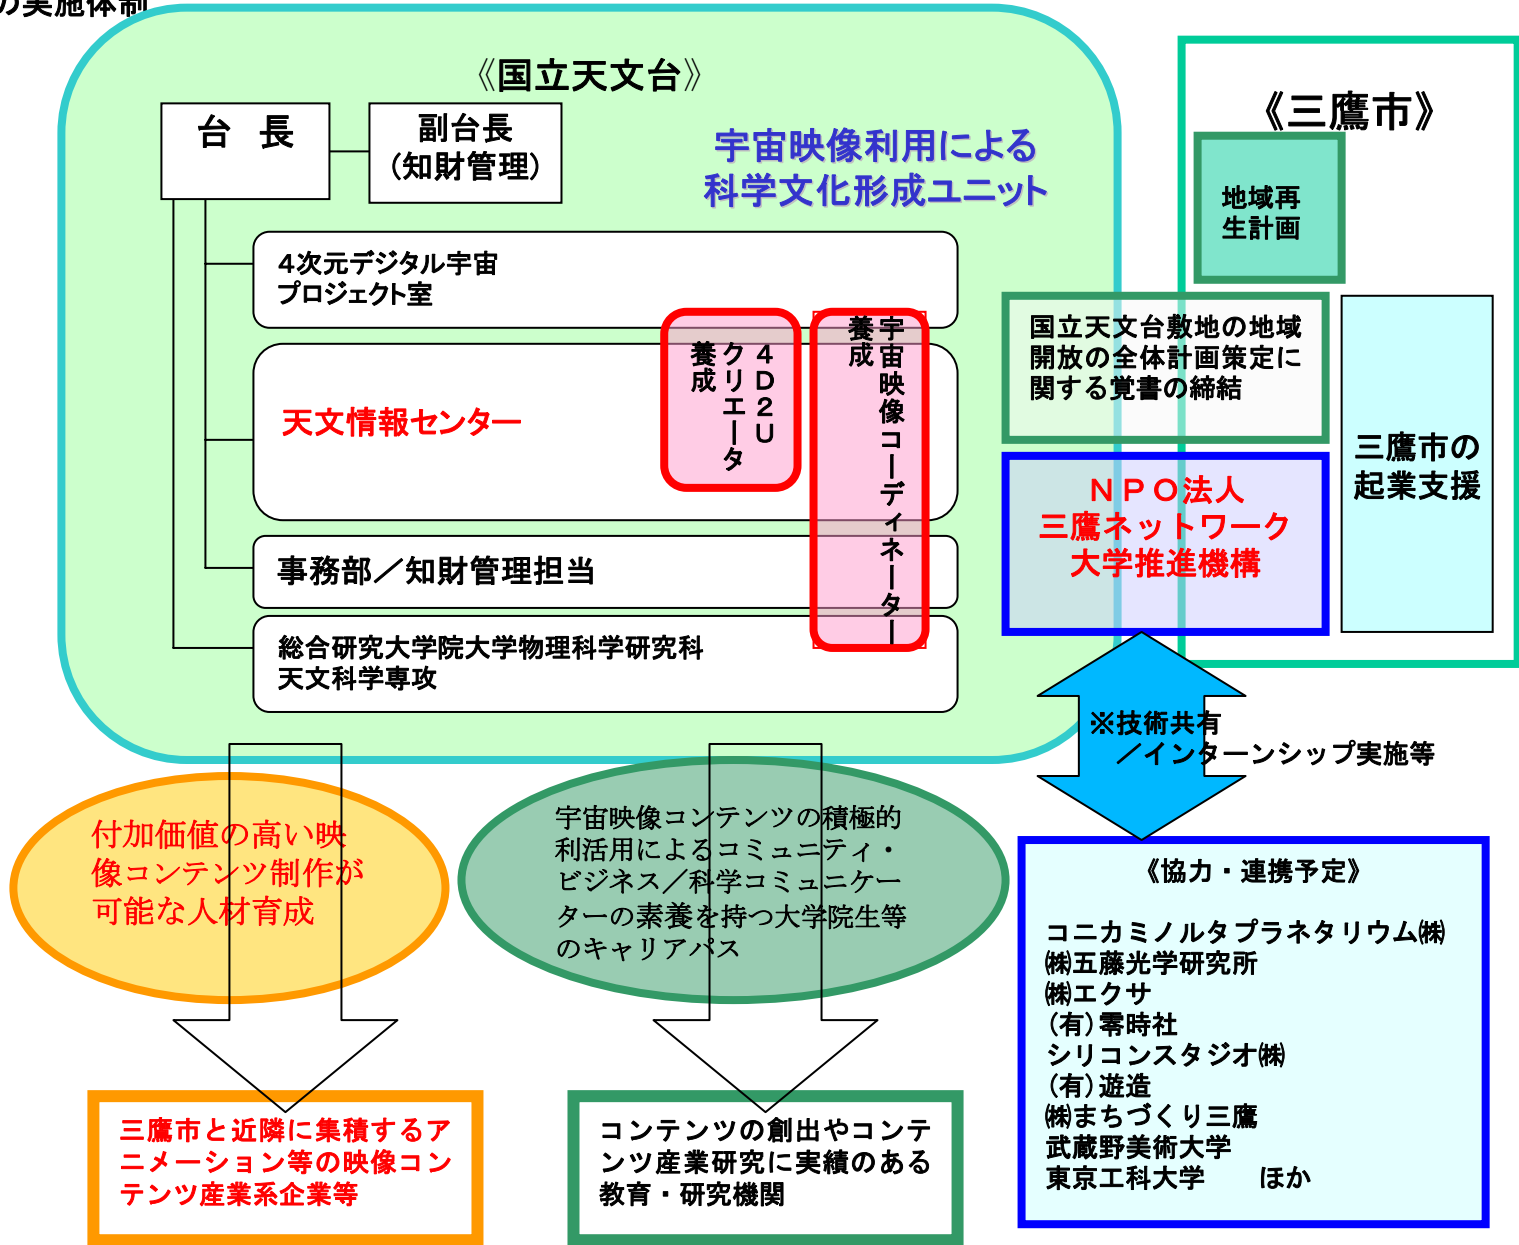 の実施体制
《国立天文台》
台　長
副台長
(知財管理)
宇宙映像利用による
科学文化形成ユニット
4次元デジタル宇宙
プロジェクト室
天文情報センター
４Ｄ２Ｕ
クリエータ
養成
宇宙映像コーディネーター
養成
事務部／知財管理担当
総合研究大学院大学物理科学研究科
天文科学専攻
《三鷹市》
地域再
生計画
国立天文台敷地の地域
開放の全体計画策定に
関する覚書の締結
ＮＰＯ法人
三鷹ネットワーク
大学推進機構
三鷹市の
起業支援
※技術共有
／インターンシップ実施等
付加価値の高い映
像コンテンツ制作が
可能な人材育成
宇宙映像コンテンツの積極的
利活用によるコミュニティ・
ビジネス／科学コミュニケー
ターの素養を持つ大学院生等
のキャリアパス
三鷹市と近隣に集積するア
ニメーション等の映像コン
テンツ産業系企業等
コンテンツの創出やコンテ
ンツ産業研究に実績のある
教育・研究機関
《協力・連携予定》
コニカミノルタプラネタリウム㈱
㈱五藤光学研究所
㈱エクサ
(有)零時社
シリコンスタジオ㈱
(有)遊造
㈱まちづくり三鷹
武蔵野美術大学
東京工科大学　　ほか